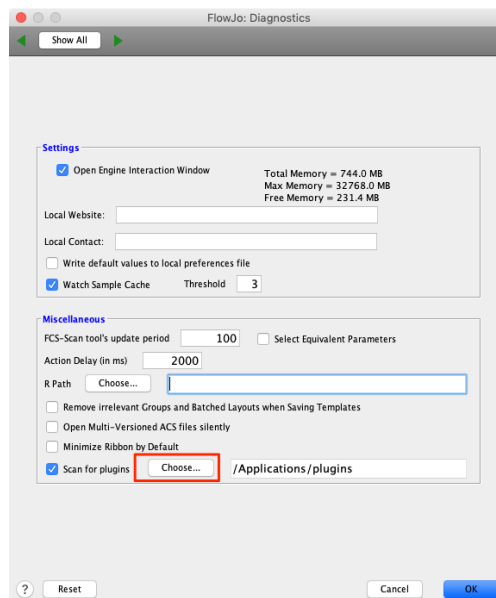 FlowJo: Diagnostics
Show All
Settings
Open Engine Interaction Window
Total Memory = 744.0 MB
Max Memory = 32768.0 MB
Free Memory = 231.4 MB
Local Website:
Local Contact:
Write default values to local preferences file
Watch Sample Cache Threshold 3
Miscellaneous
FCS-Scan tool's update period 100 Select Equivalent Parameters
Action Delay (in ms) 2000
R Path Choose...
Remove irrelevant Groups and Batched Layouts when Saving Templates
Open Multi-Versioned ACS files silently
Minimize Ribbon by Default
Scan for plugins Choose... /Applications/plugins
? Reset Cancel OK